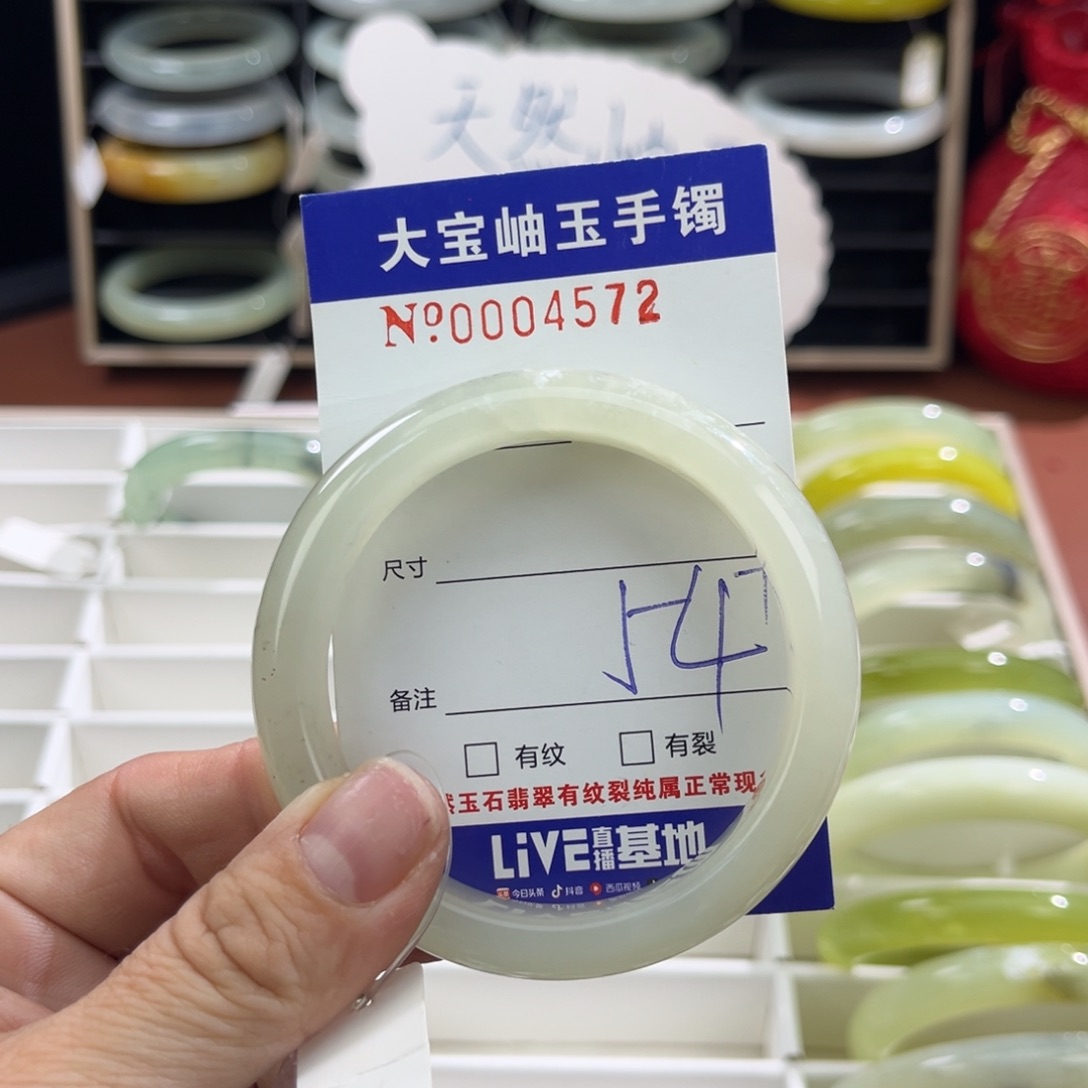 天然
大宝岫玉手镯
Nº.0004572
尺寸
54
备注
有纹 有裂
玉石翡翠有纹裂纯属正常现
LiVE直播基地
今日头条 抖音 西瓜视频